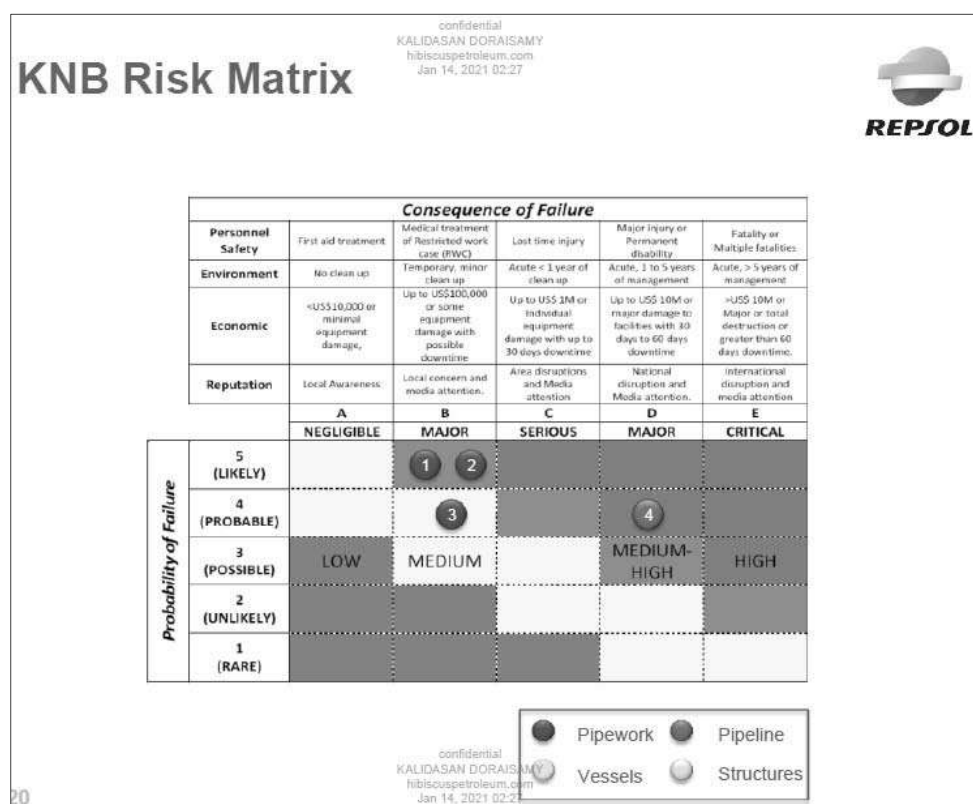 confidential
KALIDASAN DORAISAMY
hibiscuspetroleum.com
Jan 14, 2021 02:27
KNB Risk Matrix
REPSOL
Consequence of Failure
Personnel Safety
First aid treatment
Medical treatment of Restricted work case (RWC)
Lost time injury
Major injury or Permanent disability
Fatality or Multiple fatalities
Environment
No clean up
Temporary, minor clean up
Acute < 1 year of clean up
Acute, 1 to 5 years of management
Acute, > 5 years of management
Economic
<US$10,000 or minimal equipment damage,
Up to US$100,000 or some equipment damage with possible downtime
Up to US$ 1M or Individual equipment damage with up to 30 days downtime
Up to US$ 10M or major damage to facilities with 30 days to 60 days downtime
>US$ 10M or Major or total destruction or greater than 60 days downtime.
Reputation
Local Awareness
Local concern and media attention.
Area disruptions and Media attention
National disruption and Media attention.
International disruption and media attention
A B C D E
NEGLIGIBLE MAJOR SERIOUS MAJOR CRITICAL
Probability of Failure
5
(LIKELY)
1 2
4
(PROBABLE)
3 4
3
(POSSIBLE)
LOW MEDIUM MEDIUM-HIGH HIGH
2
(UNLIKELY)
1
(RARE)
Pipework Pipeline
Vessels Structures
confidential
KALIDASAN DORAISAMY
hibiscuspetroleum.com
Jan 14, 2021 02:27
20